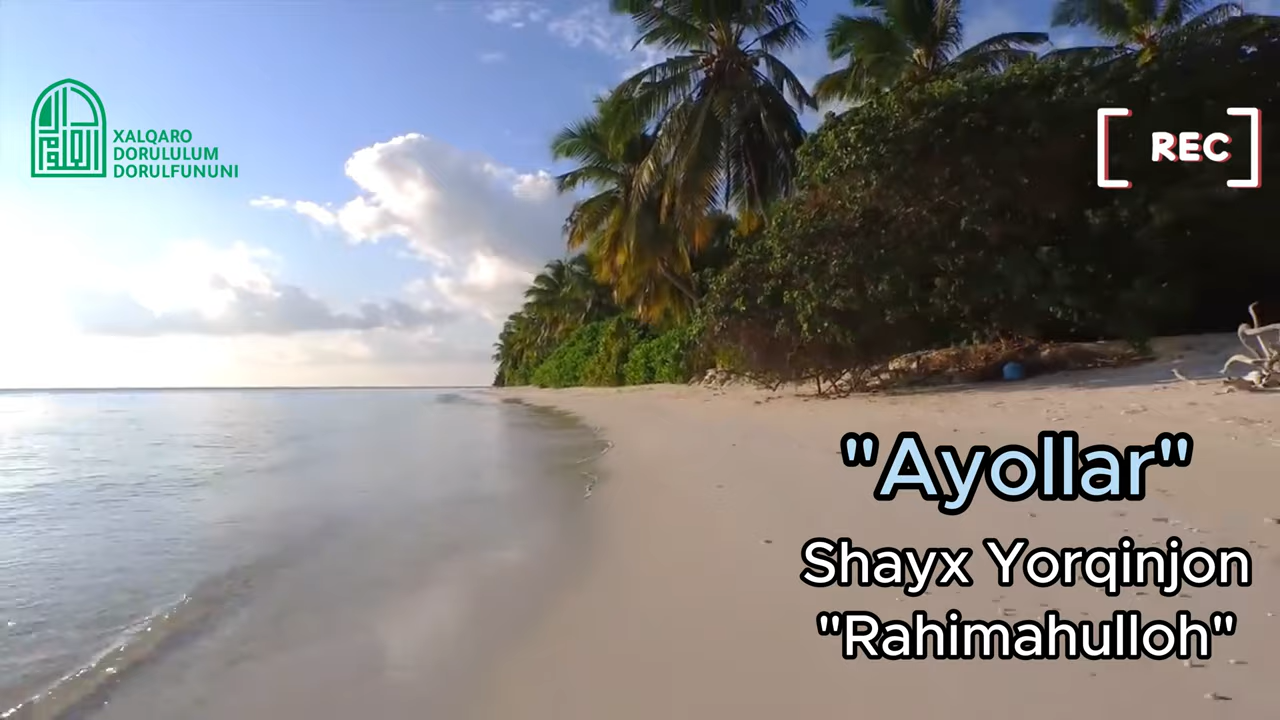 XALQARO
DORULULUM
DORULFUNUNI
REC
"Ayollar"
Shayx Yorqinjon
"Rahimahulloh"